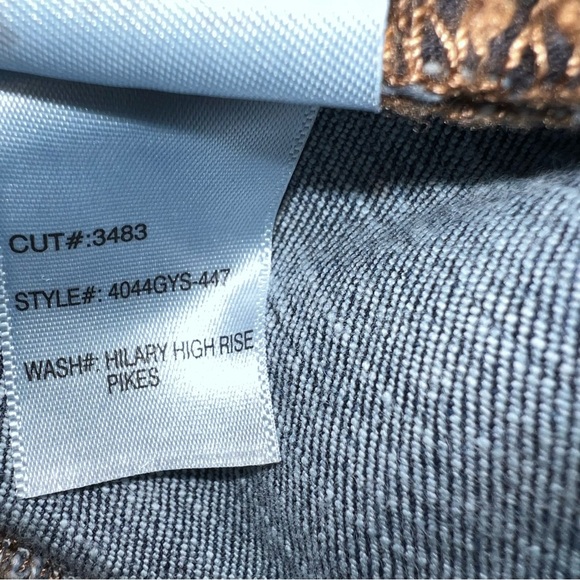 CUT#:3483
STYLE#: 4044GYS-447
WASH#: HILARY HIGH RISE
PIKES